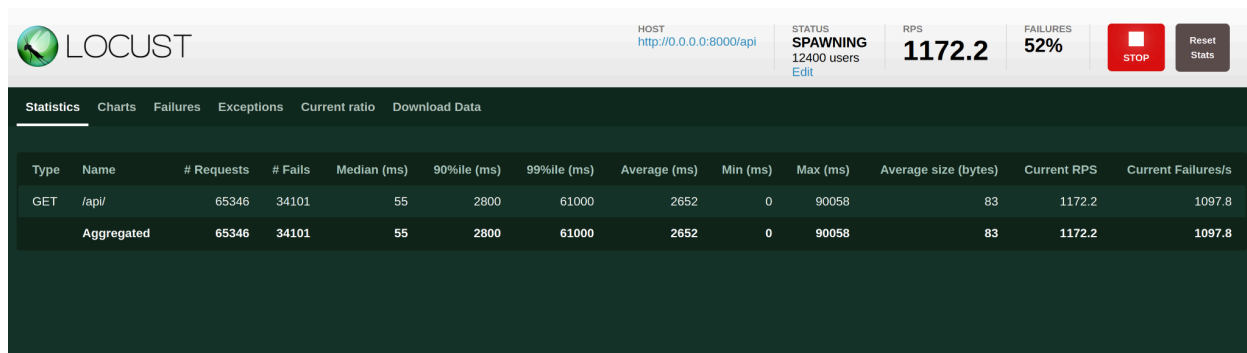 LOCUST
HOST
http://0.0.0.0:8000/api
STATUS
SPAWNING
12400 users
Edit
RPS
1172.2
FAILURES
52%
STOP
Reset
Stats
Statistics Charts Failures Exceptions Current ratio Download Data
Type Name # Requests # Fails Median (ms) 90%ile (ms) 99%ile (ms) Average (ms) Min (ms) Max (ms) Average size (bytes) Current RPS Current Failures/s
GET /api/ 65346 34101 55 2800 61000 2652 0 90058 83 1172.2 1097.8
Aggregated 65346 34101 55 2800 61000 2652 0 90058 83 1172.2 1097.8